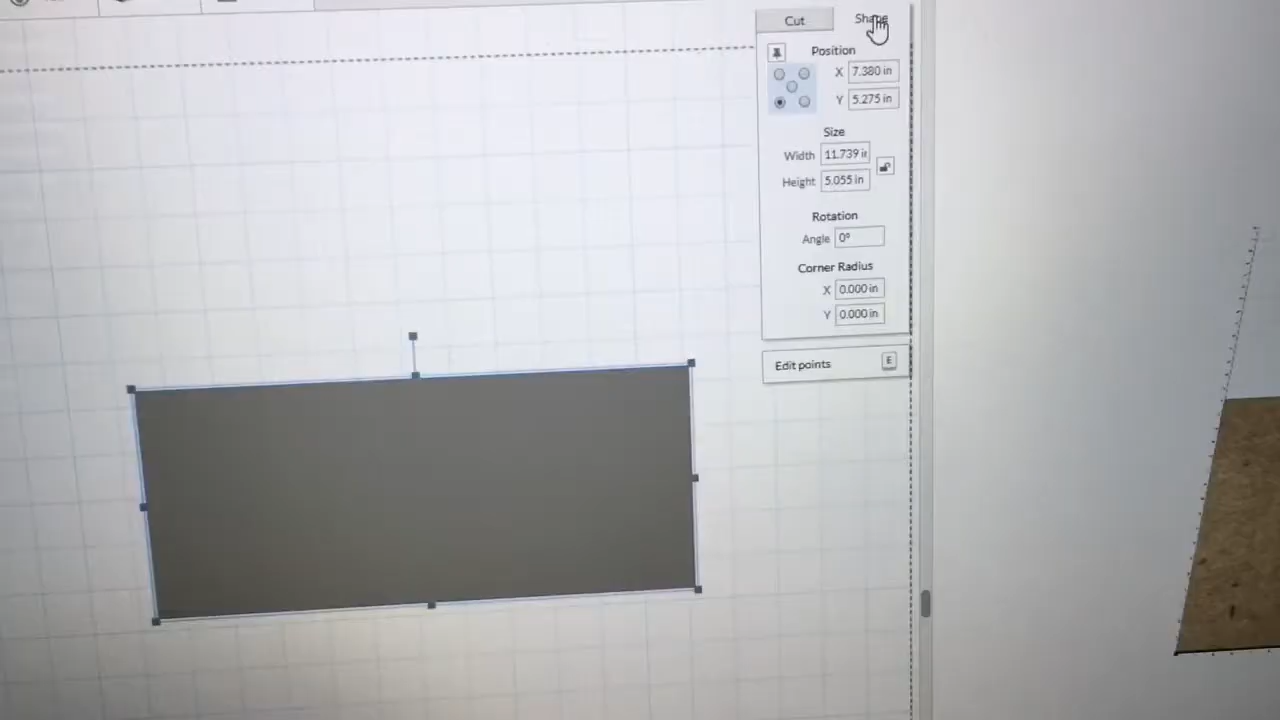 Cut Shape
Position
X 7.380 in
Y 5.275 in
Size
Width 11.739 i
Height 5.055 in
Rotation
Angle 0°
Corner Radius
X 0.000 in
Y 0.000 in
Edit points E